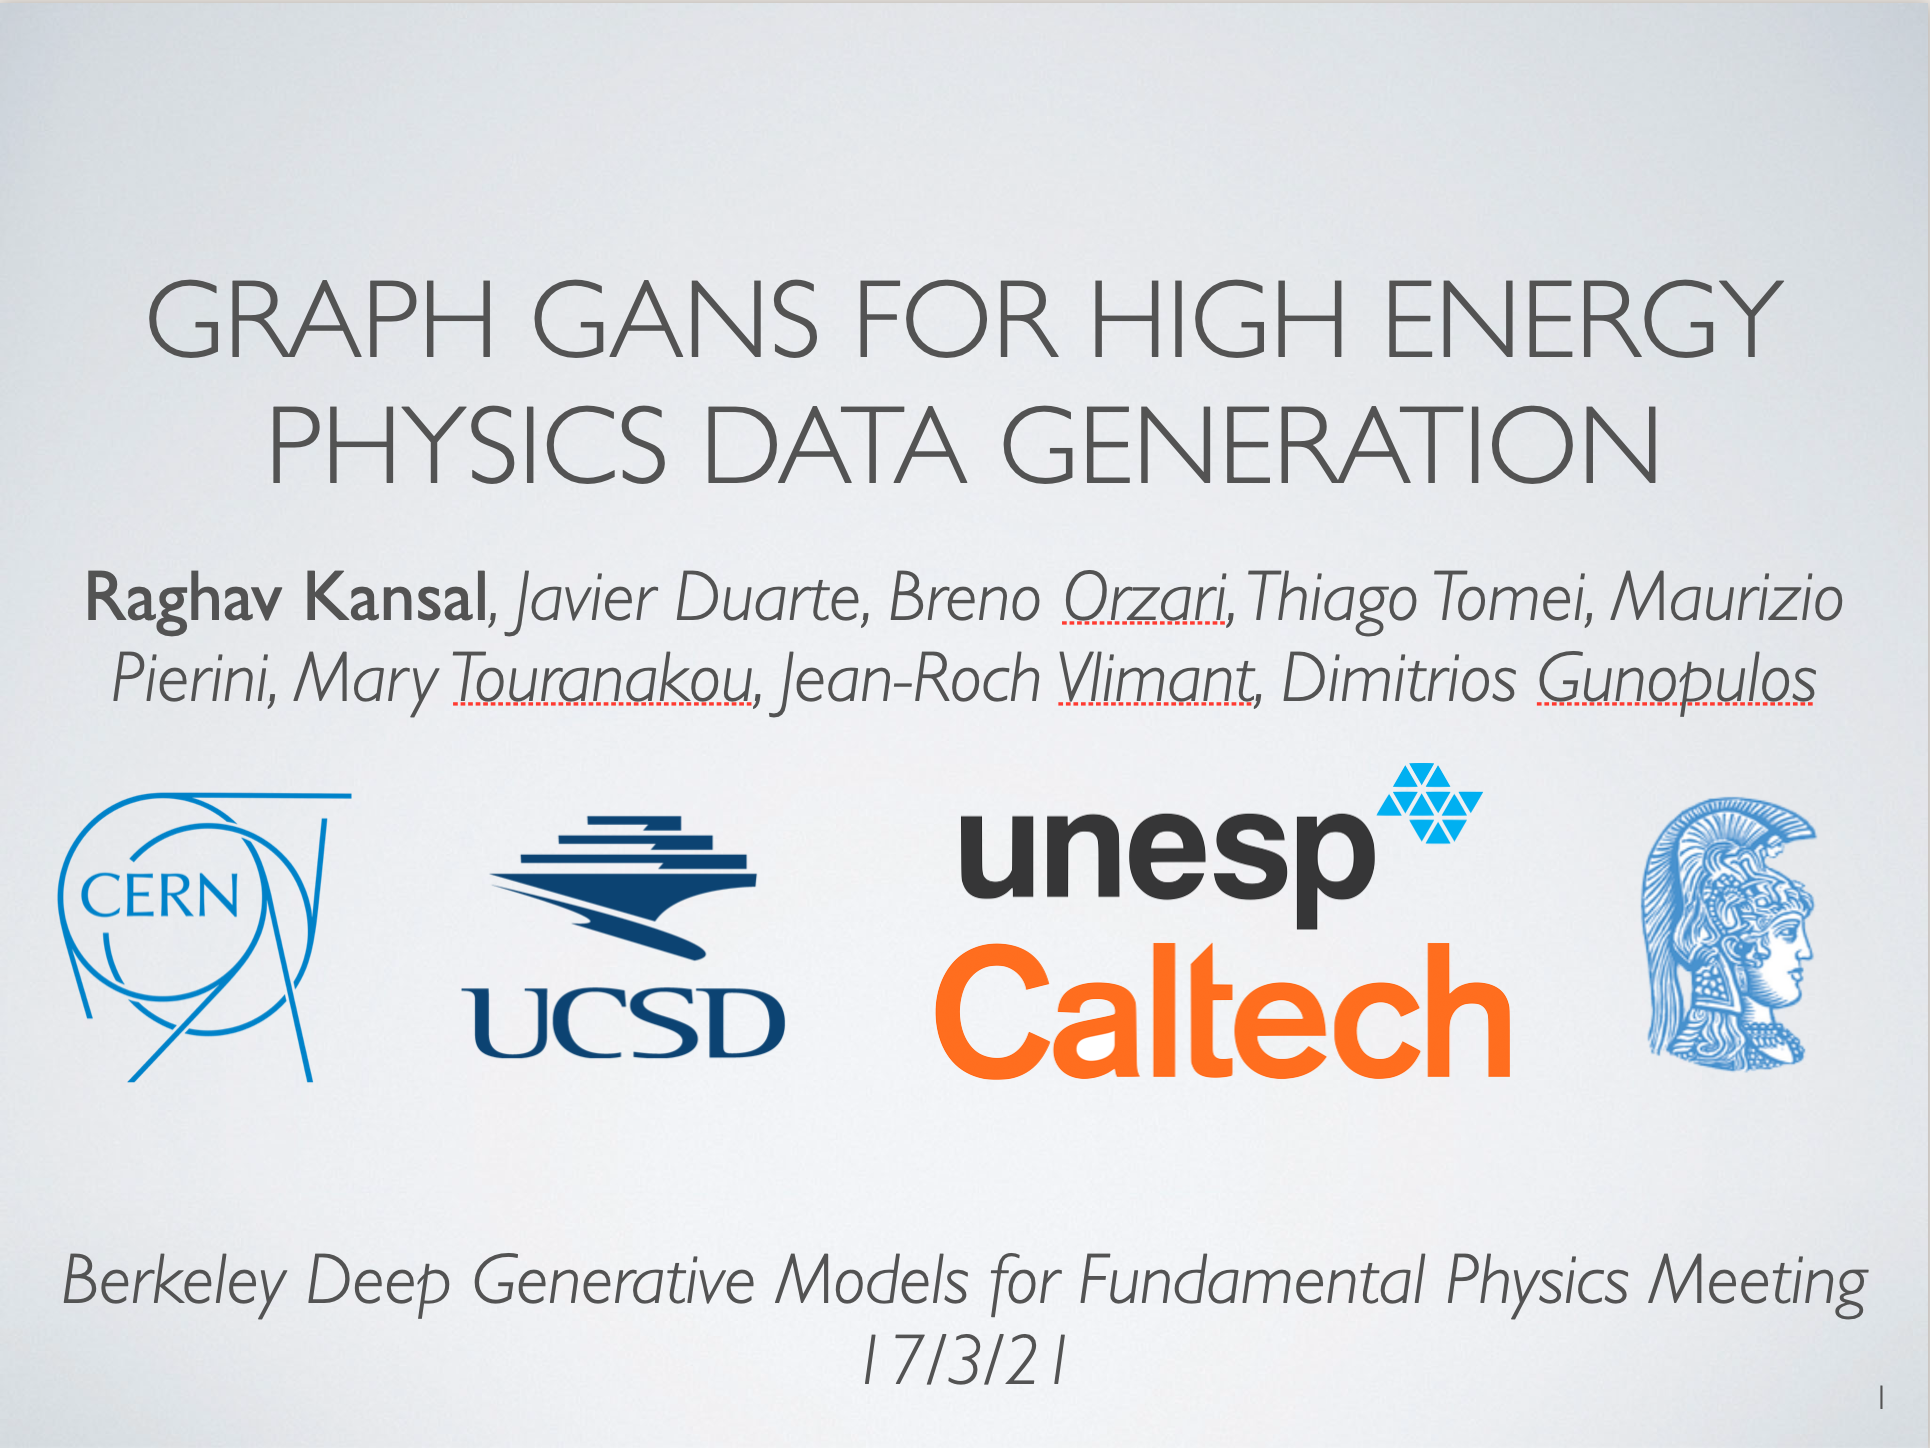 GRAPH GANS FOR HIGH ENERGY
PHYSICS DATA GENERATION
Raghav Kansal, Javier Duarte, Breno Orzari, Thiago Tomei, Maurizio
Pierini, Mary Touranakou, Jean-Roch Vlimant, Dimitrios Gunopulos
CERN
UCSD
unesp
Caltech
Berkeley Deep Generative Models for Fundamental Physics Meeting
17/3/21
1